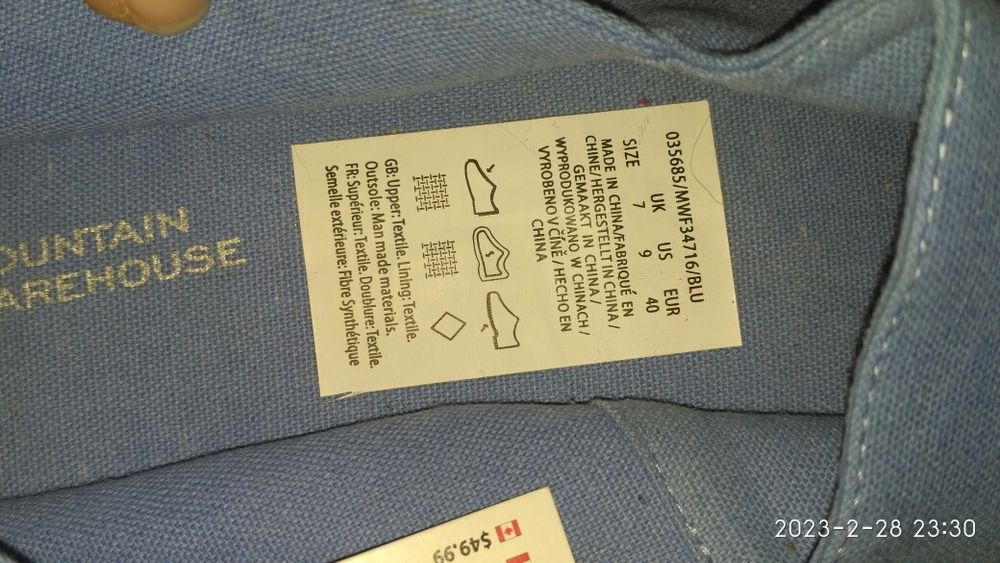 035685/MWF34716/BLU
SIZE UK US EUR
7 9 40
MADE IN CHINA/FABRIQUÉ EN
CHINE/HERGESTELLT IN CHINA/
GEMAAKT IN CHINA/
WYPRODUKOWANO W CHINACH/
VYROBENO V ČÍNĚ/HECHO EN
CHINA
GB: Upper: Textile. Lining: Textile.
Outsole: Man made materials.
FR: Supérieur: Textile. Doublure: Textile.
Semelle extérieure: Fibre Synthétique
OUNTAIN
AREHOUSE
$49.99
2023-2-28 23:30